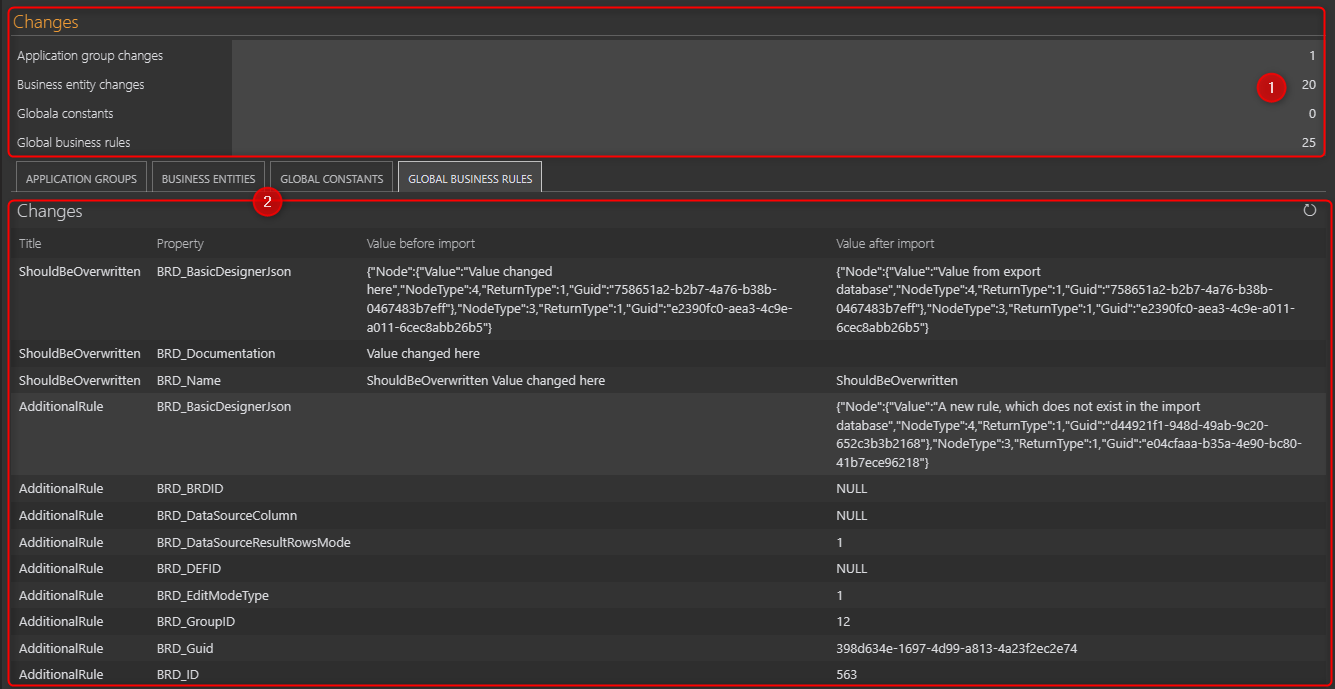 Changes
Application group changes 1
Business entity changes 20
1
Globala constants 0
Global business rules 25
APPLICATION GROUPS BUSINESS ENTITIES GLOBAL CONSTANTS GLOBAL BUSINESS RULES
2
Changes
Title Property Value before import Value after import
ShouldBeOverwritten BRD_BasicDesignerJson {"Node":{"Value":"Value changed
here","NodeType":4,"ReturnType":1,"Guid":"758651a2-b2b7-4a76-b38b-
0467483b7eff"},"NodeType":3,"ReturnType":1,"Guid":"e2390fc0-aea3-4c9e-
a011-6cec8abb26b5"}
{"Node":{"Value":"Value from export
database","NodeType":4,"ReturnType":1,"Guid":"758651a2-b2b7-4a76-b38b-
0467483b7eff"},"NodeType":3,"ReturnType":1,"Guid":"e2390fc0-aea3-4c9e-a011-
6cec8abb26b5"}
ShouldBeOverwritten BRD_Documentation Value changed here
ShouldBeOverwritten BRD_Name ShouldBeOverwritten Value changed here ShouldBeOverwritten
AdditionalRule BRD_BasicDesignerJson {"Node":{"Value":"A new rule, which does not exist in the import
database","NodeType":4,"ReturnType":1,"Guid":"d44921f1-948d-49ab-9c20-
652c3b3b2168"},"NodeType":3,"ReturnType":1,"Guid":"e04cfaaa-b35a-4e90-bc80-
41b7ece96218"}
AdditionalRule BRD_BRDID NULL
AdditionalRule BRD_DataSourceColumn NULL
AdditionalRule BRD_DataSourceResultRowsMode 1
AdditionalRule BRD_DEFID NULL
AdditionalRule BRD_EditModeType 1
AdditionalRule BRD_GroupID 12
AdditionalRule BRD_Guid 398d634e-1697-4d99-a813-4a23f2ec2e74
AdditionalRule BRD_ID 563